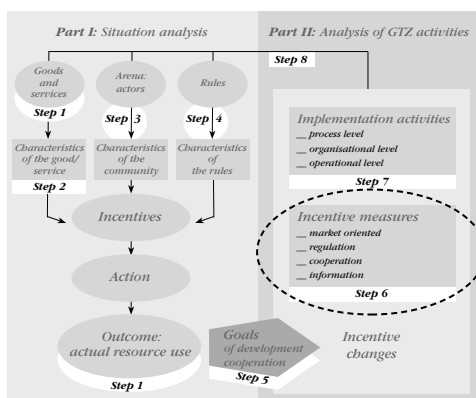 Part I: Situation analysis
Part II: Analysis of GTZ activities
Step 8
Goods
and
services
Step 1
Arena:
actors
Step 3
Rules
Step 4
Characteristics
of the good/
service
Step 2
Characteristics
of the
community
Characteristics
of
the rules
Incentives
Action
Outcome:
actual resource use
Step 1
Goals
of development
cooperation
Step 5
Implementation activities
__ process level
__ organisational level
__ operational level
Step 7
Incentive measures
__ market oriented
__ regulation
__ cooperation
__ information
Step 6
Incentive
changes